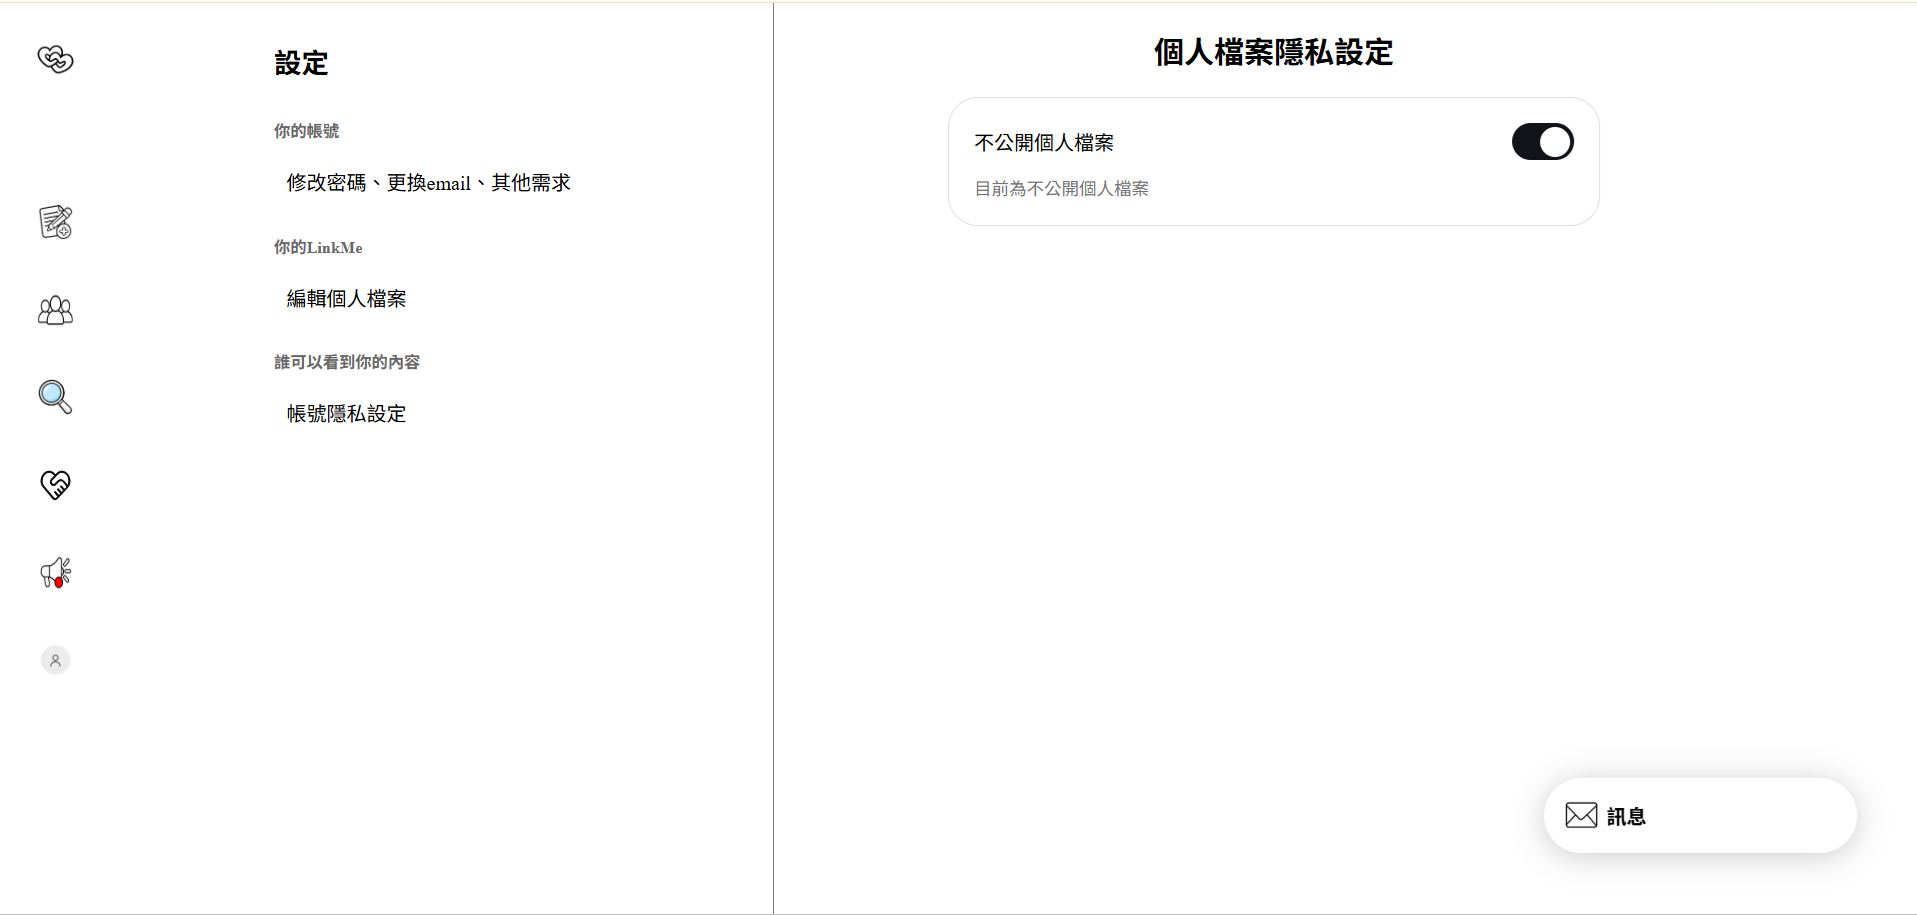 設定
你的帳號
修改密碼、更換email、其他需求
你的LinkMe
編輯個人檔案
誰可以看到你的內容
帳號隱私設定
個人檔案隱私設定
不公開個人檔案
目前為不公開個人檔案
訊息